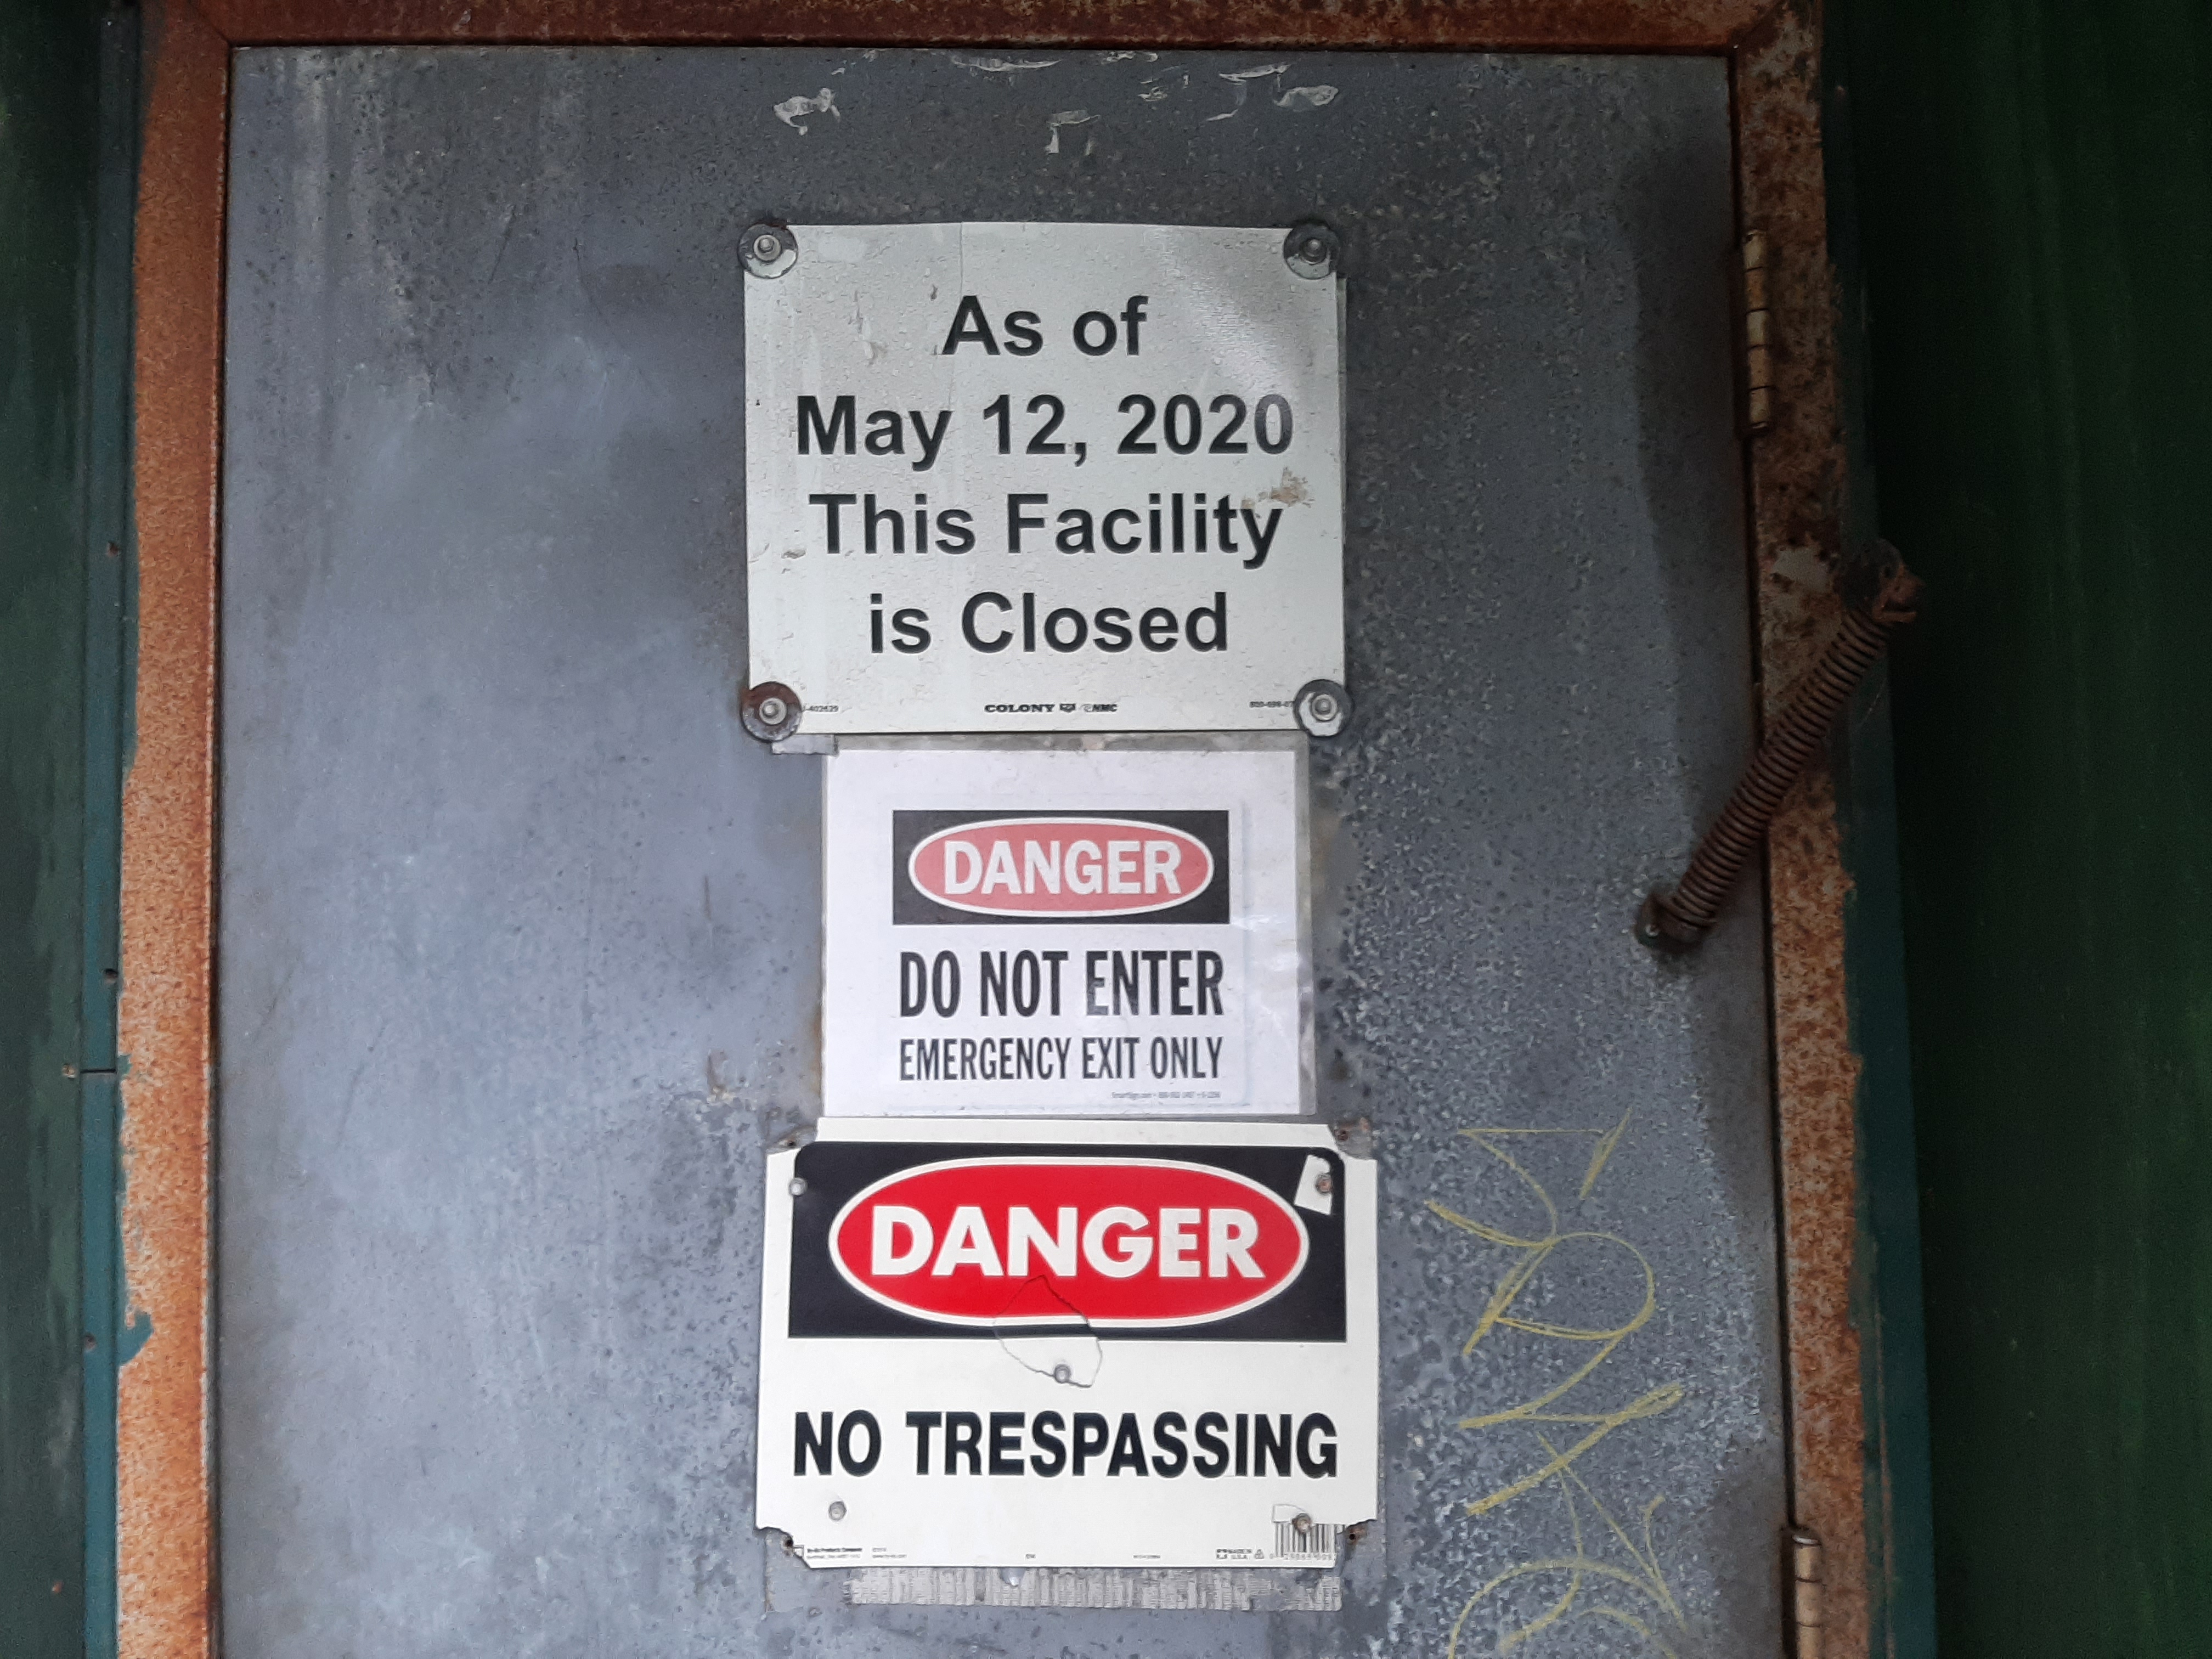 As of
May 12, 2020
This Facility
is Closed
COLONY NMC
DANGER
DO NOT ENTER
EMERGENCY EXIT ONLY
DANGER
NO TRESPASSING